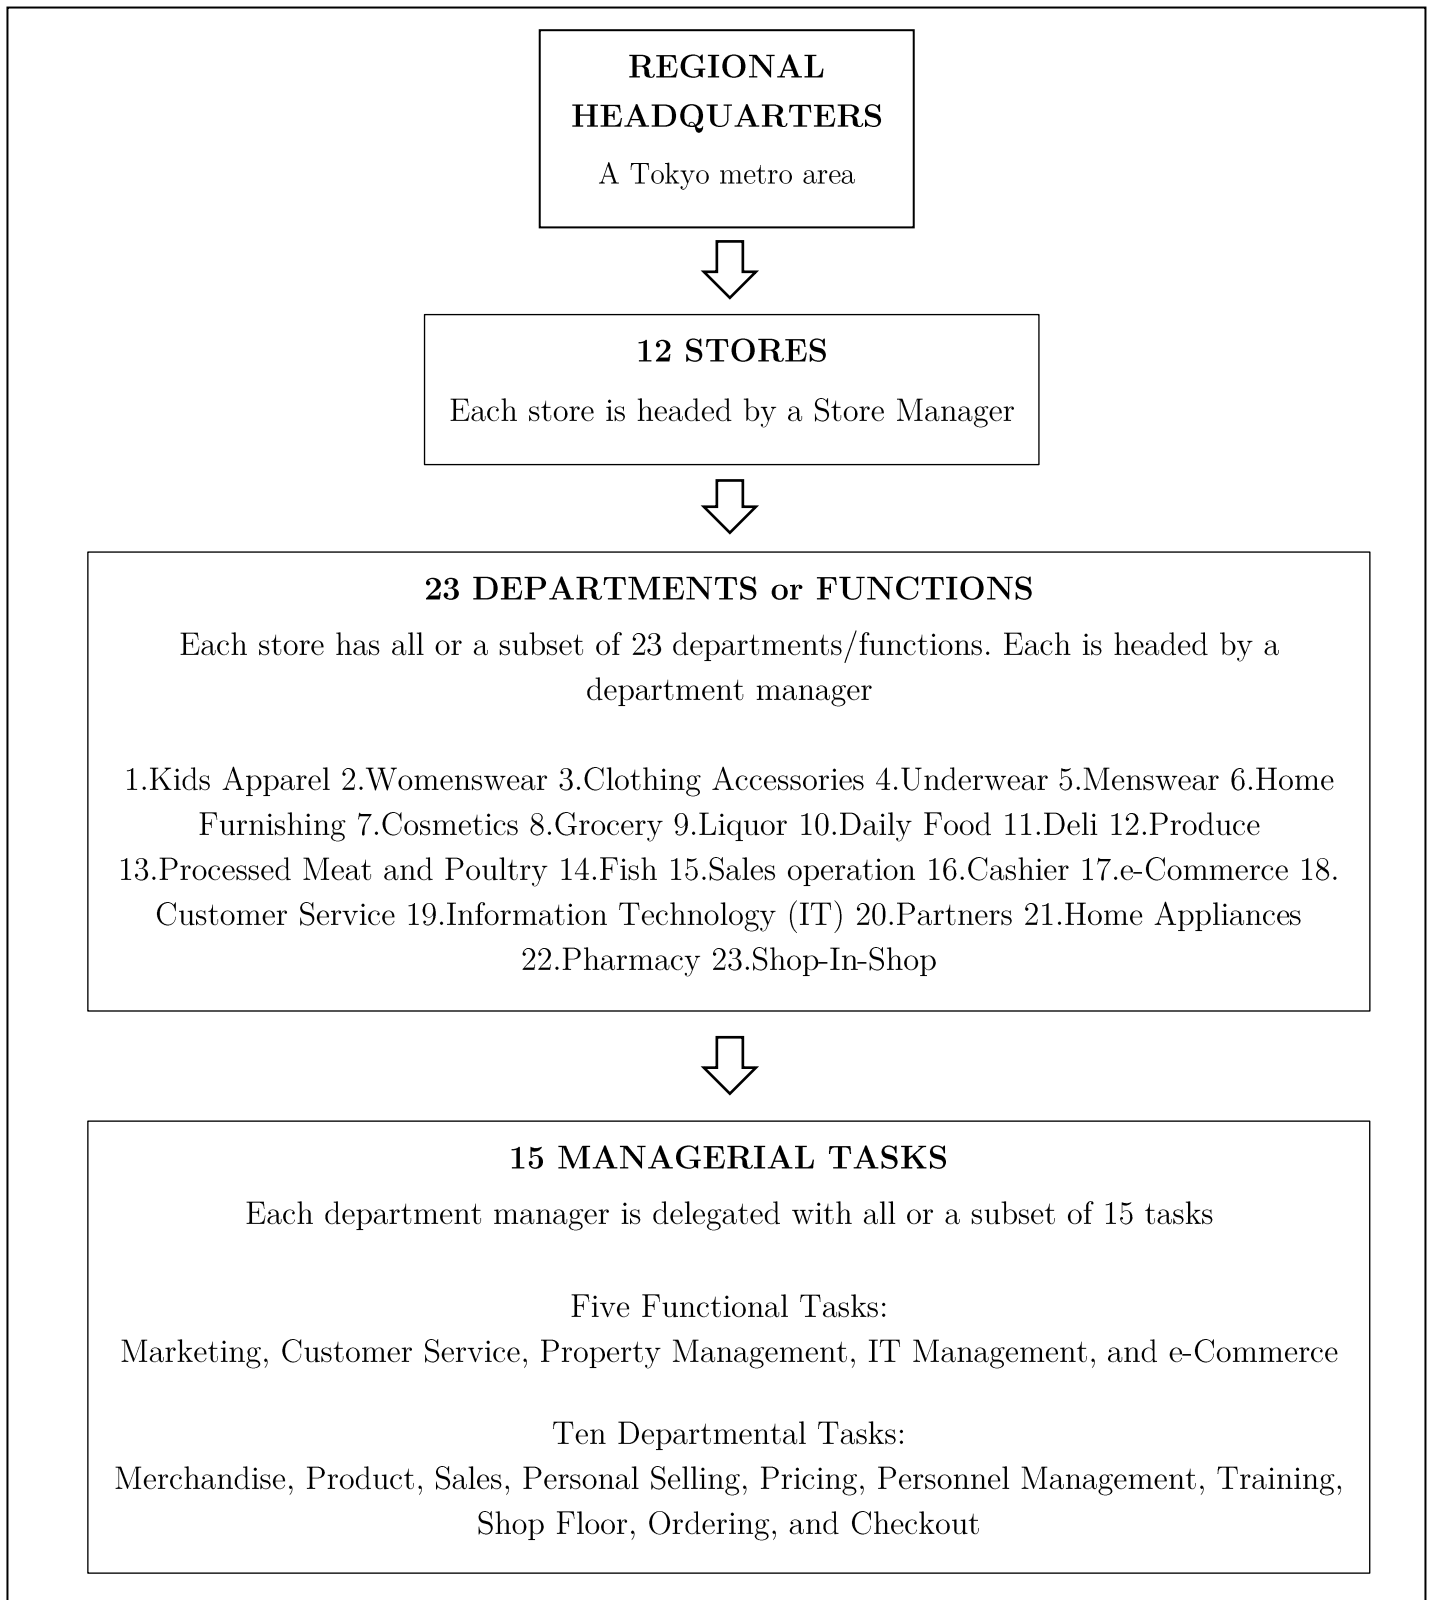 REGIONAL
HEADQUARTERS
A Tokyo metro area
12 STORES
Each store is headed by a Store Manager
23 DEPARTMENTS or FUNCTIONS
Each store has all or a subset of 23 departments/functions. Each is headed by a
department manager
1.Kids Apparel 2.Womenswear 3.Clothing Accessories 4.Underwear 5.Menswear 6.Home
Furnishing 7.Cosmetics 8.Grocery 9.Liquor 10.Daily Food 11.Deli 12.Produce
13.Processed Meat and Poultry 14.Fish 15.Sales operation 16.Cashier 17.e-Commerce 18.
Customer Service 19.Information Technology (IT) 20.Partners 21.Home Appliances
22.Pharmacy 23.Shop-In-Shop
15 MANAGERIAL TASKS
Each department manager is delegated with all or a subset of 15 tasks
Five Functional Tasks:
Marketing, Customer Service, Property Management, IT Management, and e-Commerce
Ten Departmental Tasks:
Merchandise, Product, Sales, Personal Selling, Pricing, Personnel Management, Training,
Shop Floor, Ordering, and Checkout